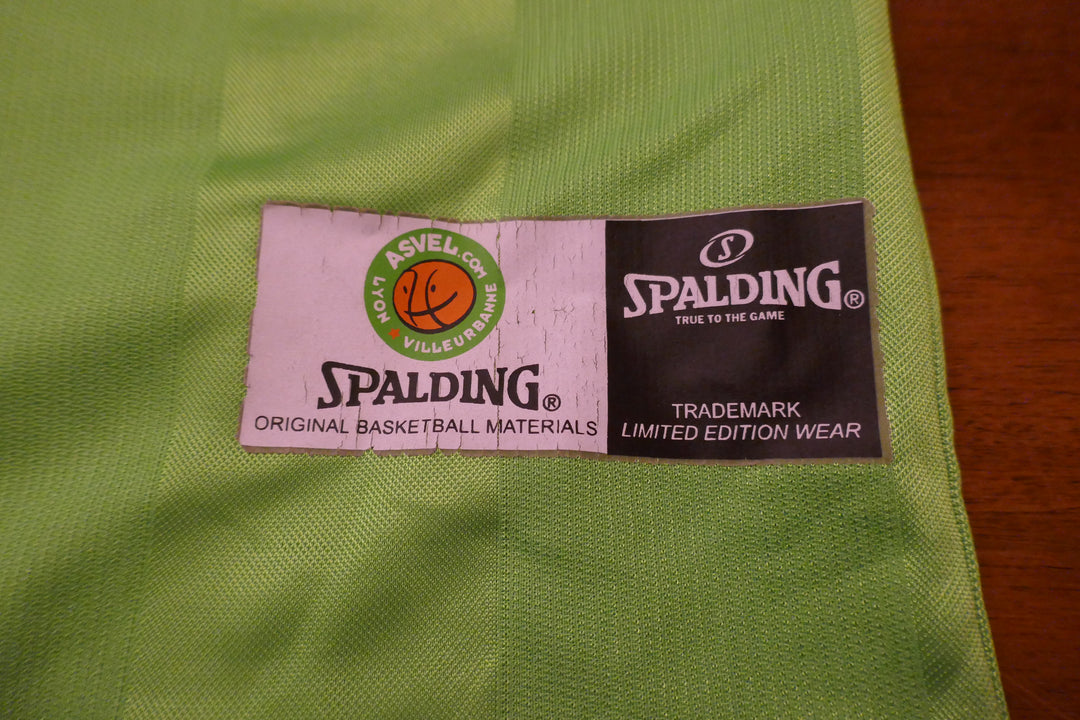 ASVEL.COM
LYON VILLEURBANNE
SPALDING®
ORIGINAL BASKETBALL MATERIALS
S
SPALDING®
TRUE TO THE GAME
TRADEMARK
LIMITED EDITION WEAR